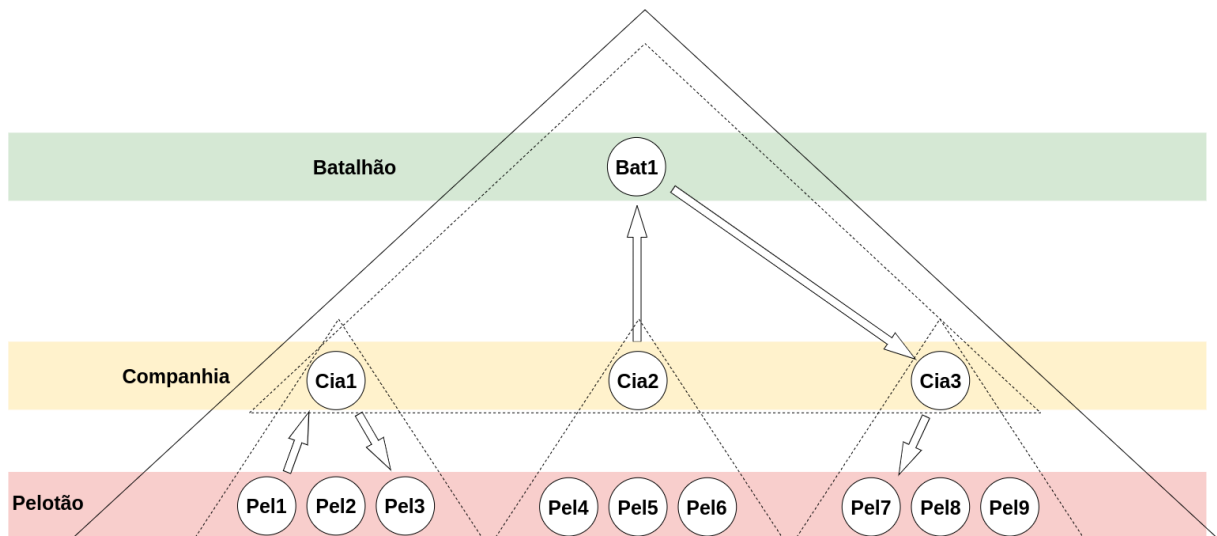 Batalhão
Bat1
Companhia
Cia1
Cia2
Cia3
Pelotão
Pel1
Pel2
Pel3
Pel4
Pel5
Pel6
Pel7
Pel8
Pel9